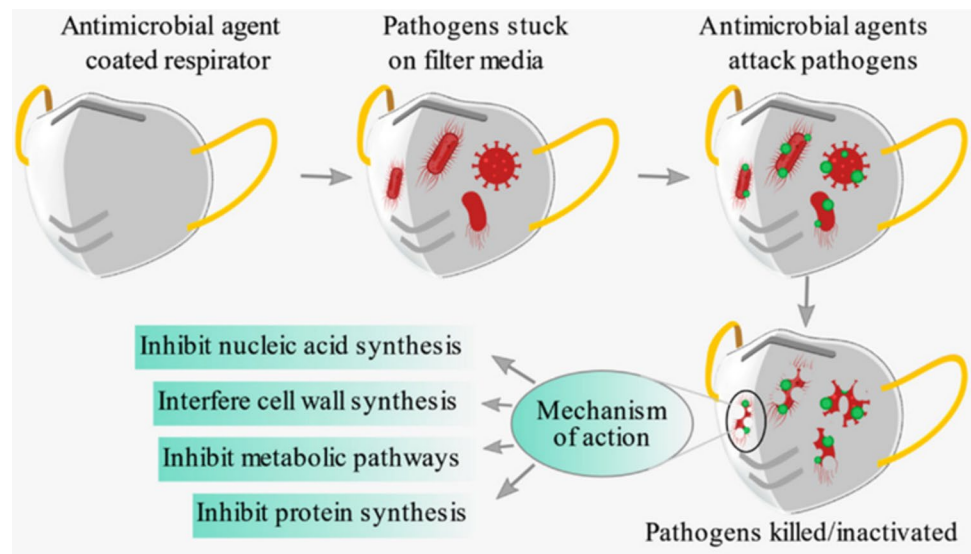 Antimicrobial agent
coated respirator
Pathogens stuck
on filter media
Antimicrobial agents
attack pathogens
Inhibit nucleic acid synthesis
Interfere cell wall synthesis
Inhibit metabolic pathways
Inhibit protein synthesis
Mechanism
of action
Pathogens killed/inactivated